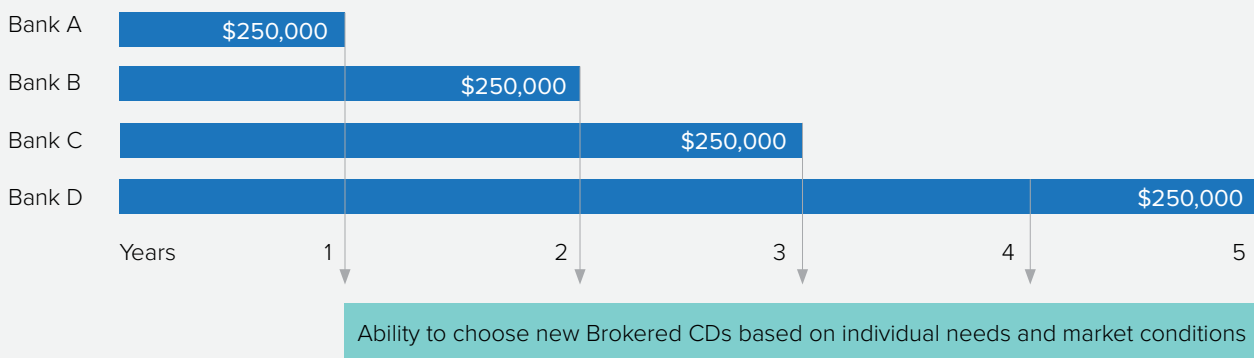 Bank A $250,000
Bank B $250,000
Bank C $250,000
Bank D $250,000
Years 1 2 3 4 5
Ability to choose new Brokered CDs based on individual needs and market conditions